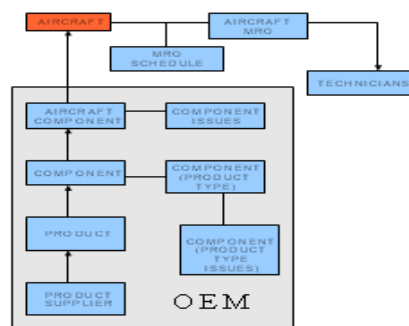 AIRCRAFT
AIRCRAFT
MRO
MRO
SCHEDULE
TECHNICIANS
AIRCRAFT
COMPONENT
COMPONENT
ISSUES
COMPONENT
COMPONENT
(PRODUCT
TYPE)
PRODUCT
COMPONENT
(PRODUCT
TYPE
ISSUES)
PRODUCT
SUPPLIER
OEM